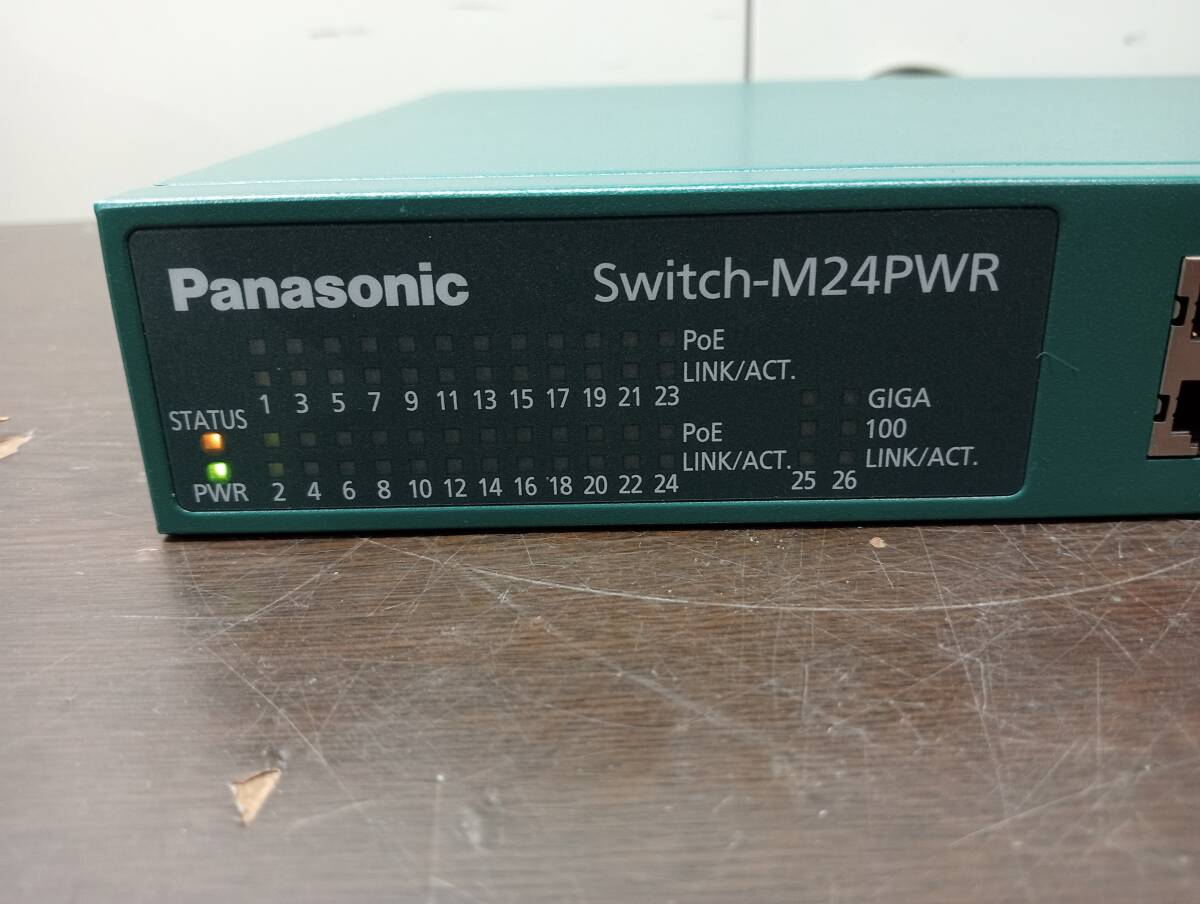 Panasonic Switch-M24PWR
PoE
LINK/ACT.
1 3 5 7 9 11 13 15 17 19 21 23
GIGA
STATUS
PoE
100
LINK/ACT.
LINK/ACT.
PWR 2 4 6 8 10 12 14 16 18 20 22 24
25 26